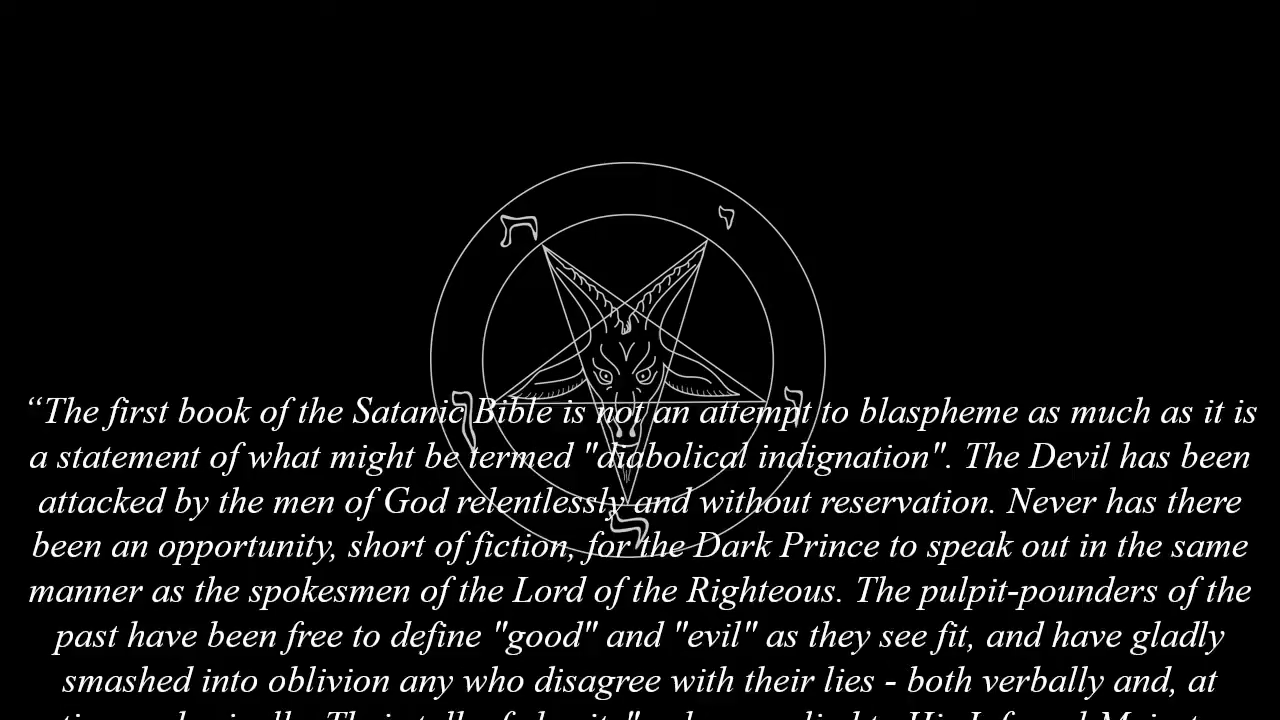 ת
י
ו
י
ל
“The first book of the Satanic Bible is not an attempt to blaspheme as much as it is
a statement of what might be termed "diabolical indignation". The Devil has been
attacked by the men of God relentlessly and without reservation. Never has there
been an opportunity, short of fiction, for the Dark Prince to speak out in the same
manner as the spokesmen of the Lord of the Righteous. The pulpit-pounders of the
past have been free to define "good" and "evil" as they see fit, and have gladly
smashed into oblivion any who disagree with their lies - both verbally and, at